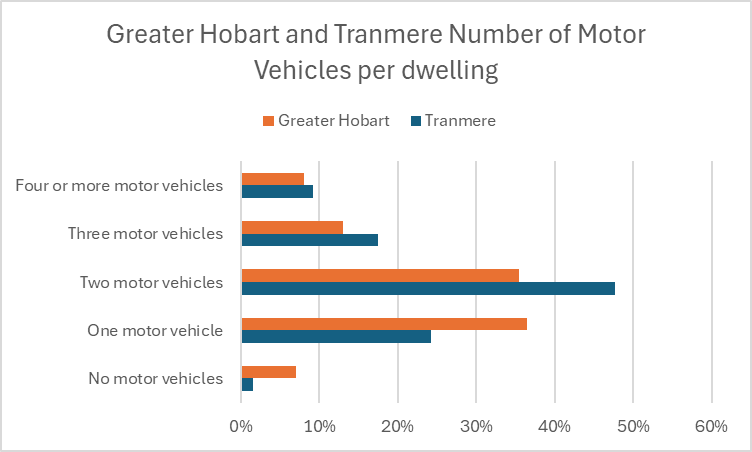 Greater Hobart and Tranmere Number of Motor
Vehicles per dwelling
Greater Hobart Tranmere
Four or more motor vehicles
Three motor vehicles
Two motor vehicles
One motor vehicle
No motor vehicles
0% 10% 20% 30% 40% 50% 60%